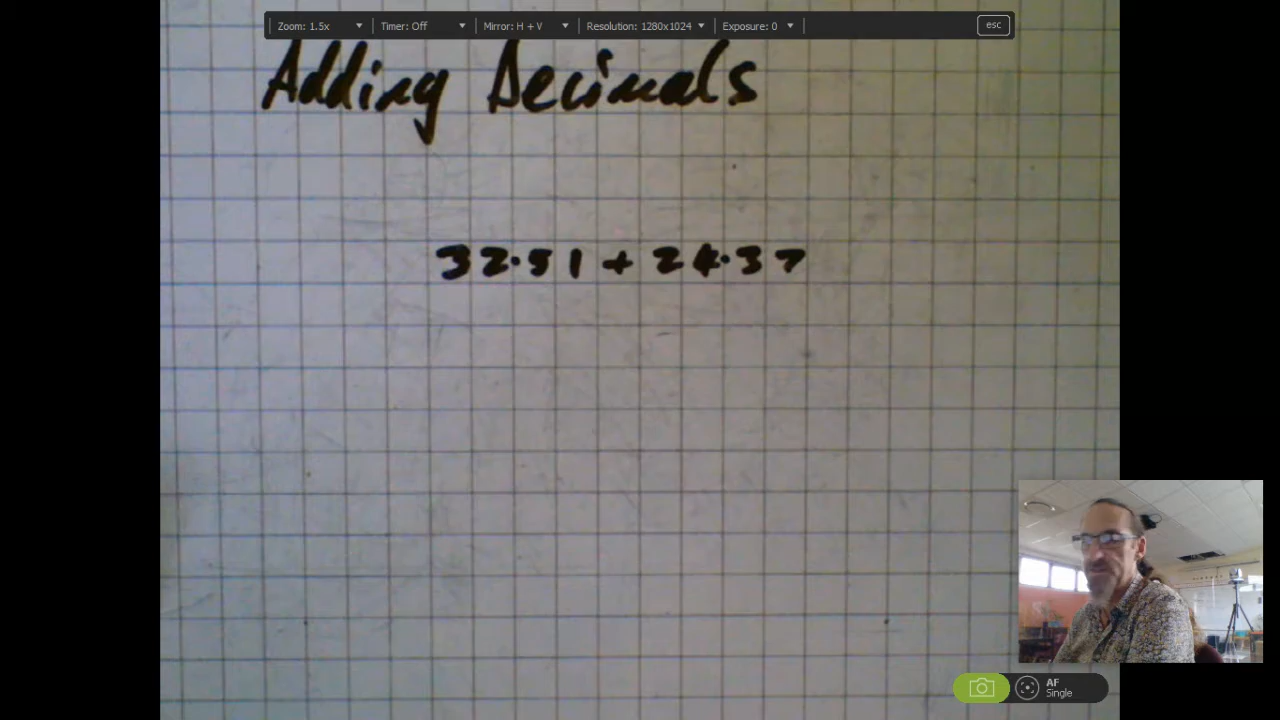 Zoom: 1.5x Timer: Off Mirror: H + V Resolution: 1280x1024 Exposure: 0 esc
Adding Decimals
32·51 + 24·37
AF
Single